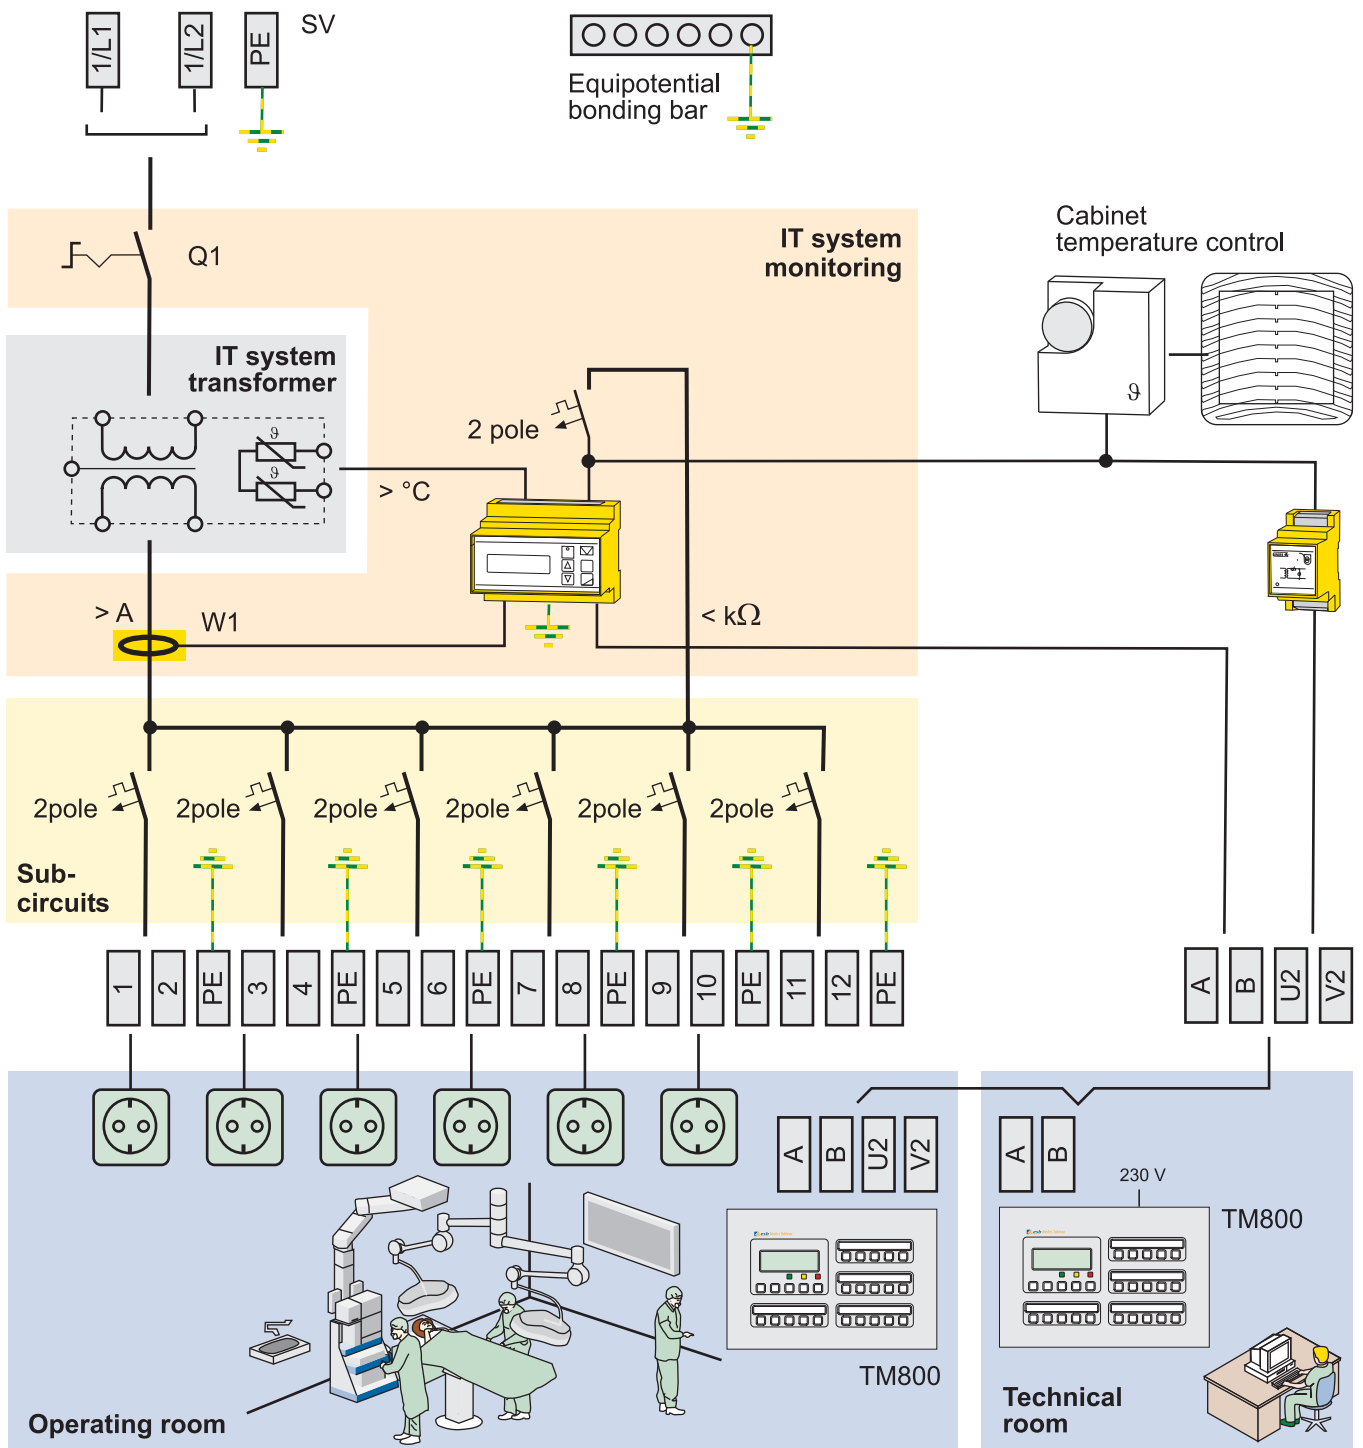 1/L1
1/L2
PE
SV
Equipotential
bonding bar
Q1
IT system
monitoring
Cabinet
temperature control
IT system
transformer
ϑ
ϑ
ϑ
2 pole
> °C
> A
W1
< kΩ
2pole
2pole
2pole
2pole
2pole
2pole
Sub-
circuits
1
2
PE
3
4
PE
5
6
PE
7
8
PE
9
10
PE
11
12
PE
A
B
U2
V2
A
B
U2
V2
A
B
230 V
TM800
TM800
Operating room
Technical
room